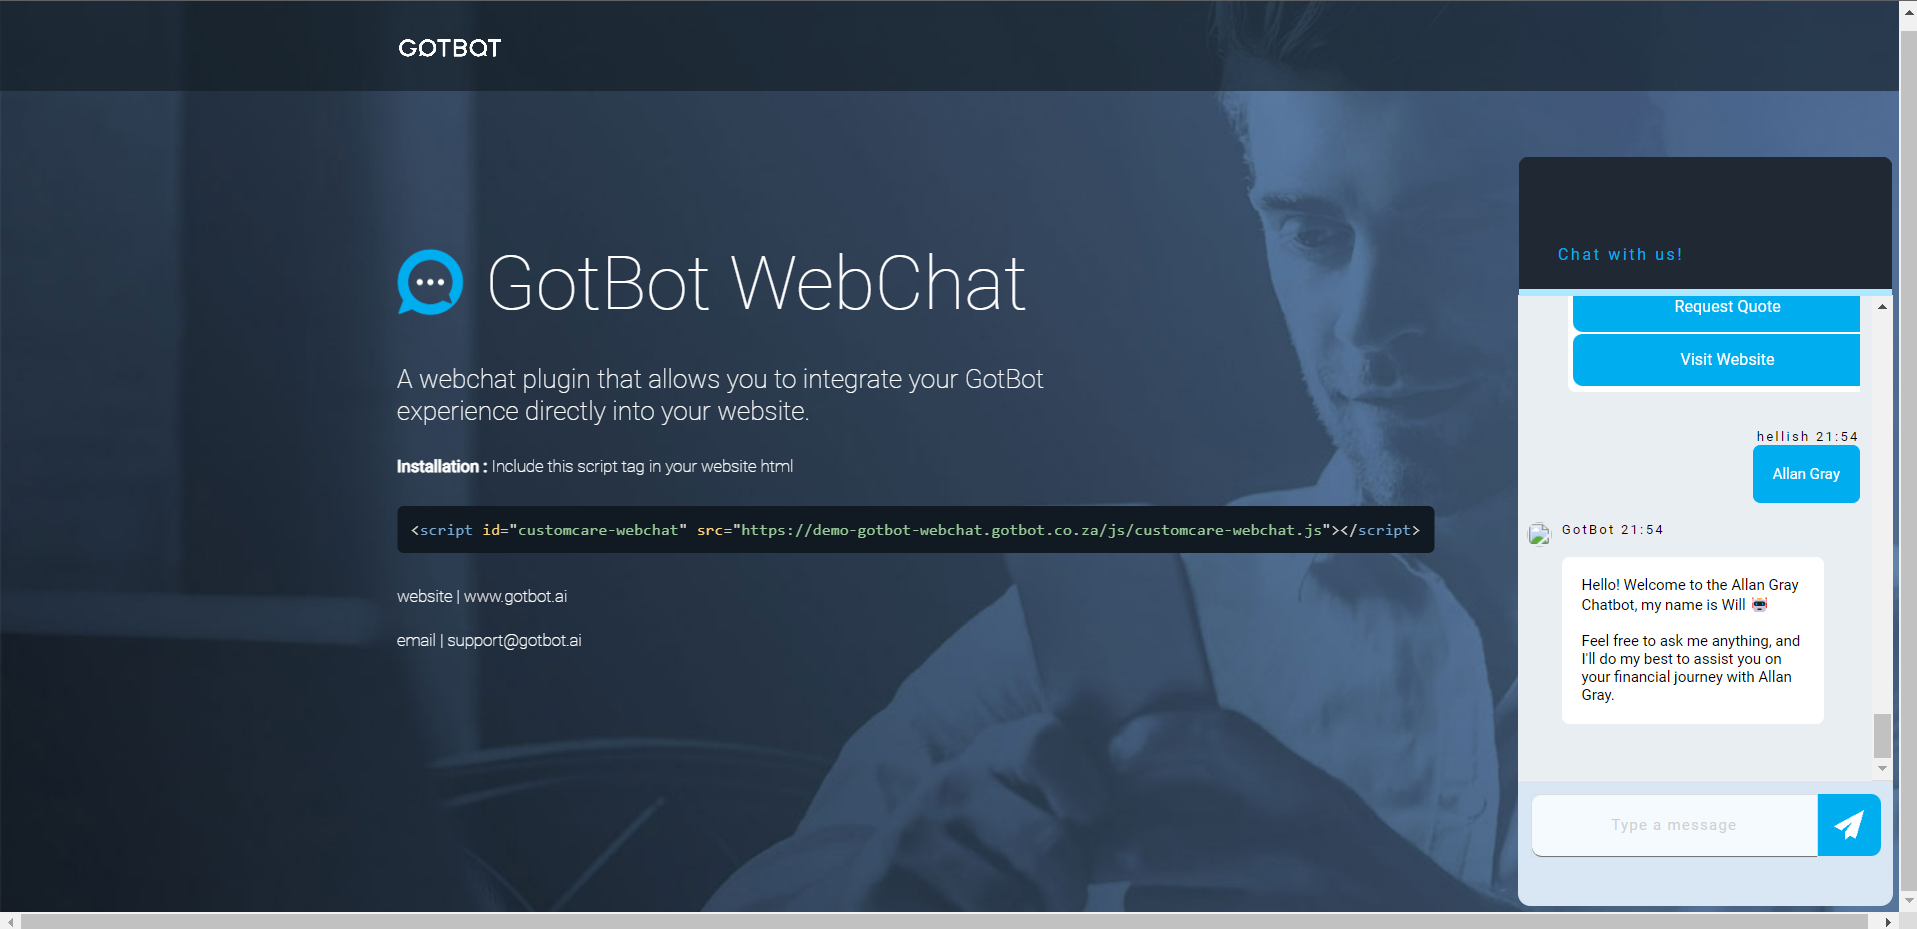 GOTBOT
GotBot WebChat
A webchat plugin that allows you to integrate your GotBot
experience directly into your website.
Installation : Include this script tag in your website html
<script id="customcare-webchat" src="https://demo-gotbot-webchat.gotbot.co.za/js/customcare-webchat.js"></script>
website | www.gotbot.ai
email | support@gotbot.ai
Chat with us!
Request Quote
Visit Website
hellish 21:54
Allan Gray
GotBot 21:54
Hello! Welcome to the Allan Gray
Chatbot, my name is Will
Feel free to ask me anything, and
I'll do my best to assist you on
your financial journey with Allan
Gray.
Type a message